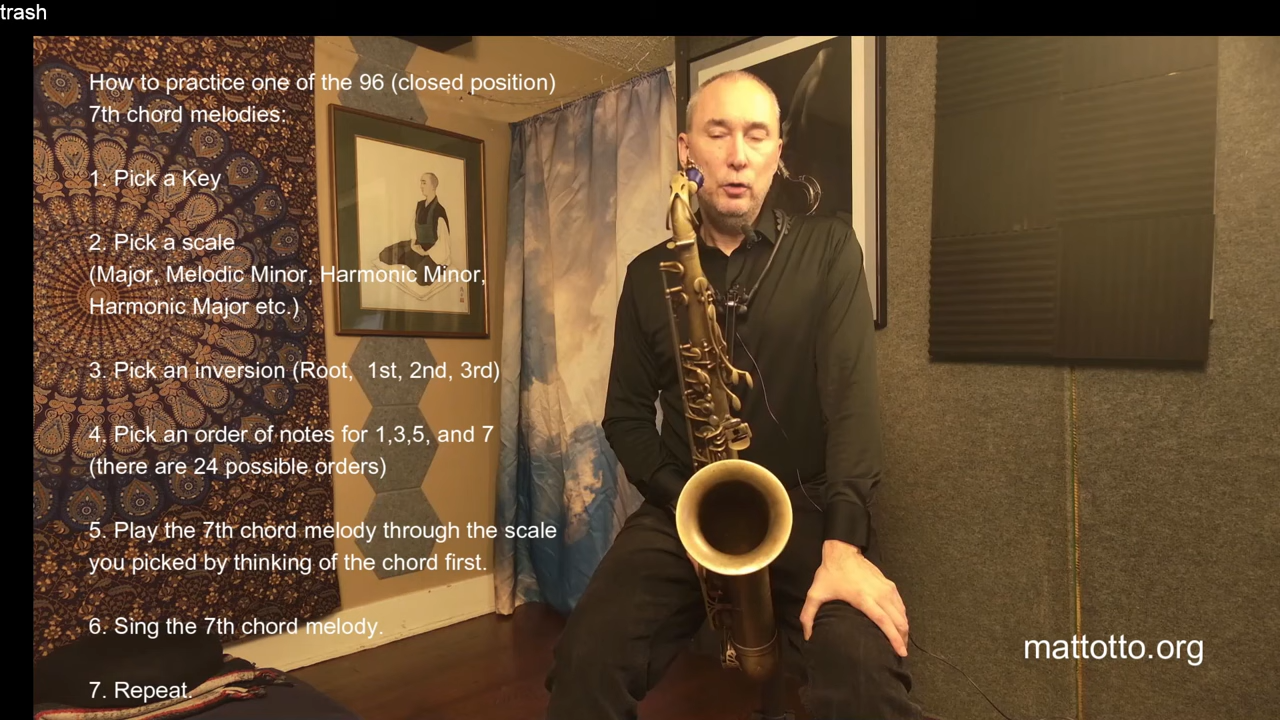 trash
How to practice one of the 96 (closed position)
7th chord melodies:
1. Pick a Key
2. Pick a scale
(Major, Melodic Minor, Harmonic Minor,
Harmonic Major etc.)
3. Pick an inversion (Root, 1st, 2nd, 3rd)
4. Pick an order of notes for 1,3,5, and 7
(there are 24 possible orders)
5. Play the 7th chord melody through the scale
you picked by thinking of the chord first.
6. Sing the 7th chord melody.
7. Repeat.
mattotto.org